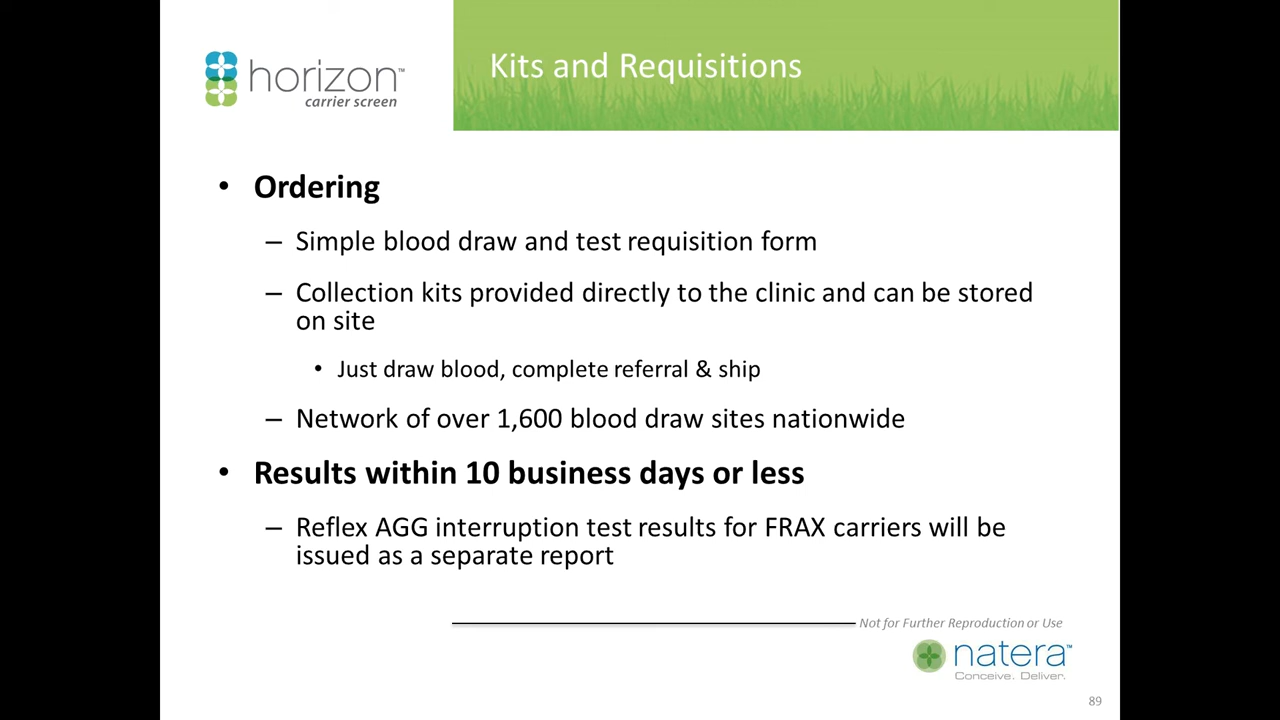 horizon™
carrier screen
Kits and Requisitions
• Ordering
– Simple blood draw and test requisition form
– Collection kits provided directly to the clinic and can be stored
on site
• Just draw blood, complete referral & ship
– Network of over 1,600 blood draw sites nationwide
• Results within 10 business days or less
– Reflex AGG interruption test results for FRAX carriers will be
issued as a separate report
Not for Further Reproduction or Use
natera™
Conceive. Deliver.
89